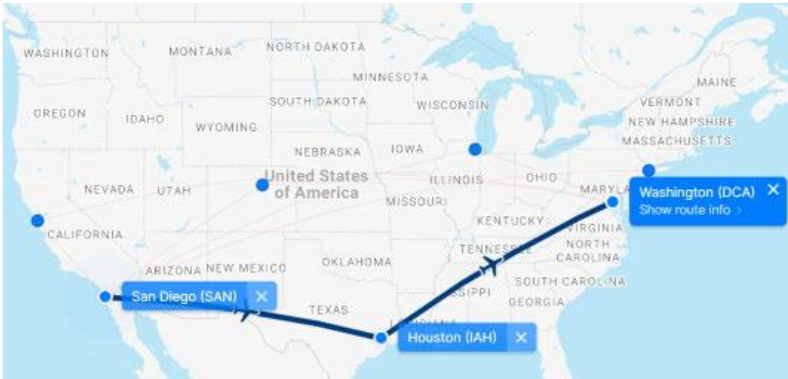 WASHINGTON
MONTANA
NORTH DAKOTA
MINNESOTA
MAINE
OREGON
IDAHO
SOUTH DAKOTA
WISCONSIN
VERMONT
WYOMING
NEW HAMPSHIRE
MASSACHUSETTS
NEBRASKA
IOWA
United States
of America
ILLINOIS
OHIO
NEVADA
UTAH
MARYLA
Washington (DCA) ×
Show route info >
MISSOURI
KENTUCKY
VIRGINIA
CALIFORNIA
NORTH
CAROLINA
TENNESSEE
OKLAHOMA
ARIZONA
NEW MEXICO
SOUTH CAROLINA
San Diego (SAN) ×
SSIPPI
GEORGIA
TEXAS
Houston (IAH) ×